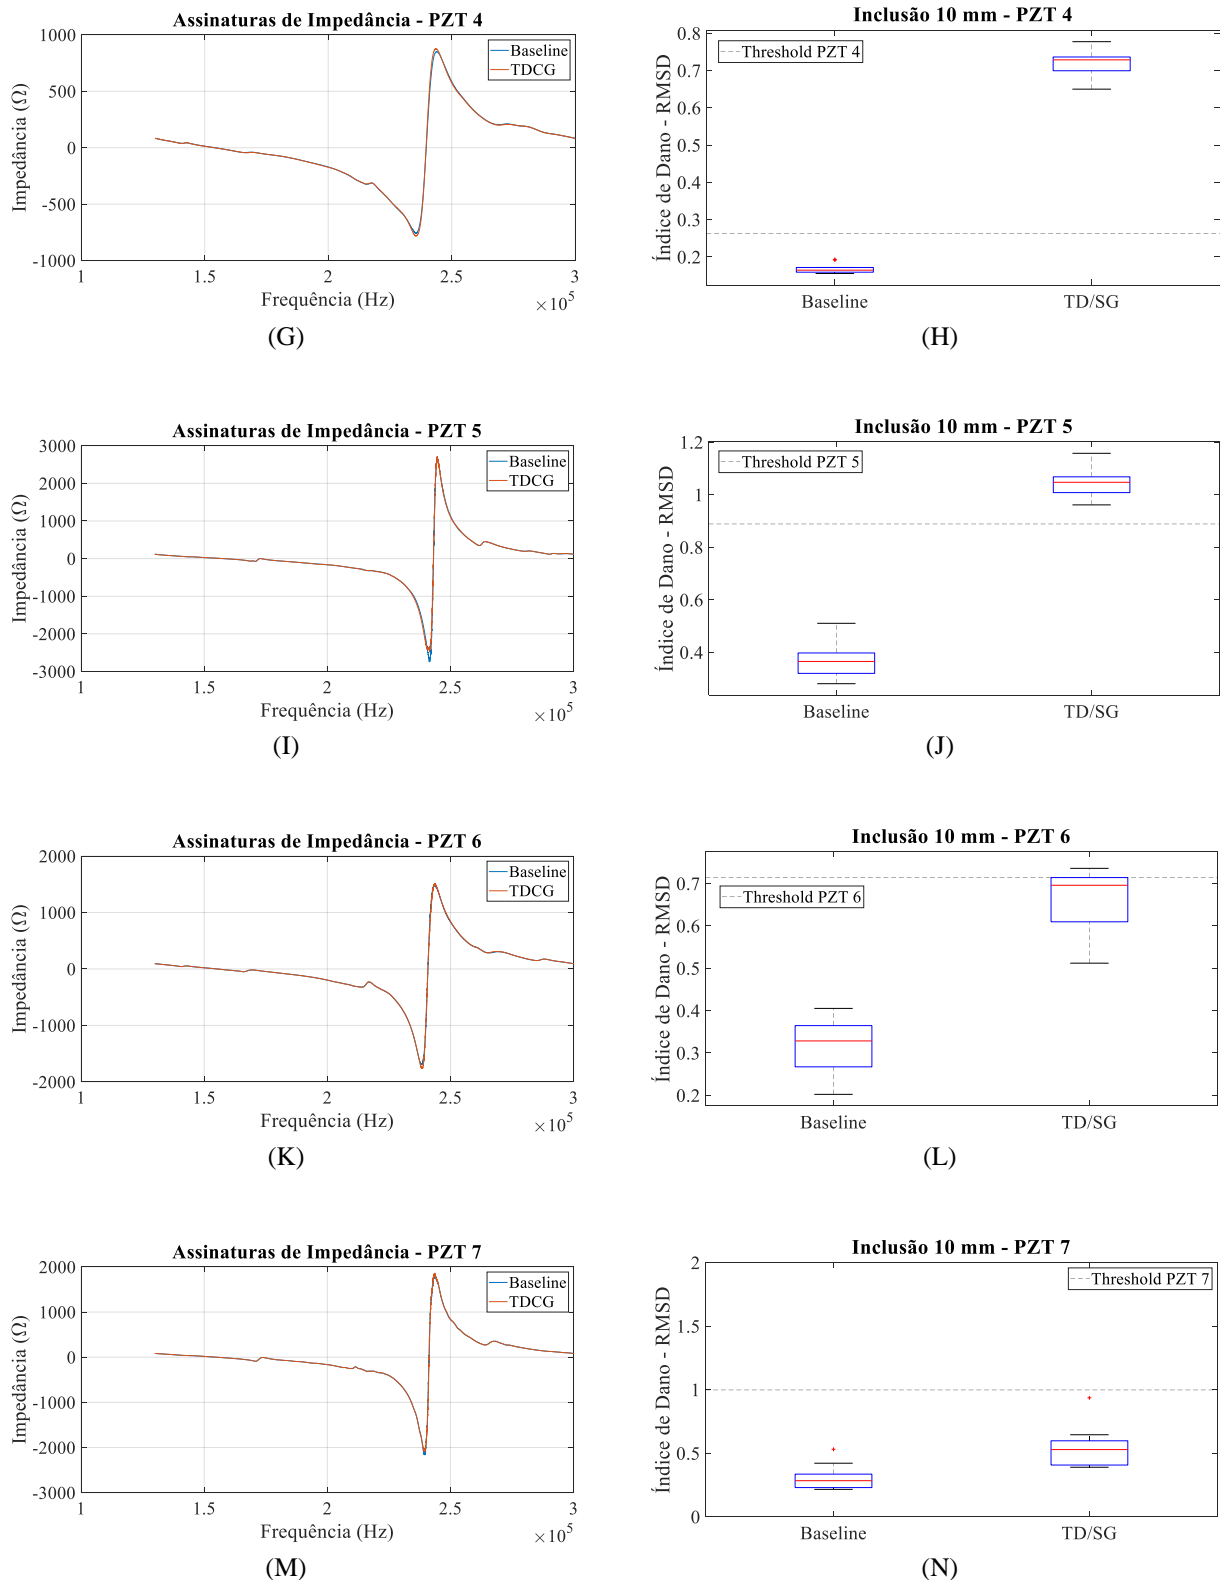 Assinaturas de Impedância - PZT 4
1000
500
0
-500
-1000
Impedância (Ω)
Baseline
TDCG
1
1.5
2
2.5
3
Frequência (Hz)
×10⁵
(G)
Inclusão 10 mm - PZT 4
0.8
0.7
0.6
0.5
0.4
0.3
0.2
Índice de Dano - RMSD
Threshold PZT 4
Baseline
TD/SG
(H)
Assinaturas de Impedância - PZT 5
3000
2000
1000
0
-1000
-2000
-3000
Impedância (Ω)
Baseline
TDCG
1
1.5
2
2.5
3
Frequência (Hz)
×10⁵
(I)
Inclusão 10 mm - PZT 5
1.2
1
0.8
0.6
0.4
Índice de Dano - RMSD
Threshold PZT 5
Baseline
TD/SG
(J)
Assinaturas de Impedância - PZT 6
2000
1000
0
-1000
-2000
Impedância (Ω)
Baseline
TDCG
1
1.5
2
2.5
3
Frequência (Hz)
×10⁵
(K)
Inclusão 10 mm - PZT 6
0.7
0.6
0.5
0.4
0.3
0.2
Índice de Dano - RMSD
Threshold PZT 6
Baseline
TD/SG
(L)
Assinaturas de Impedância - PZT 7
2000
1000
0
-1000
-2000
-3000
Impedância (Ω)
Baseline
TDCG
1
1.5
2
2.5
3
Frequência (Hz)
×10⁵
(M)
Inclusão 10 mm - PZT 7
2
1.5
1
0.5
0
Índice de Dano - RMSD
Threshold PZT 7
Baseline
TD/SG
(N)